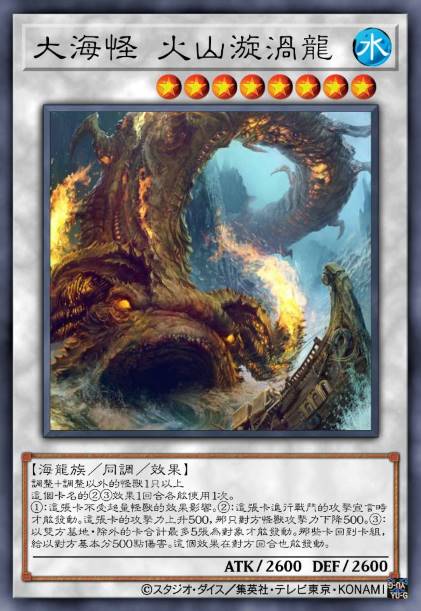 大海怪 火山漩渦龍
水
【海龍族／同調／效果】
調整+調整以外的怪獸1只以上
這個卡名的②③效果1回合各能使用1次。
①：這張卡不受超量怪獸的效果影響。②：這張卡進行戰鬥的攻擊宣言時
才能發動。這張卡的攻擊力上升500，那只對方怪獸攻擊力下降500。③：
以雙方墓地·除外的卡合計最多5張為對象才能發動。那些卡回到卡組，
給以對方基本分500點傷害。這個效果在對方回合也能發動。
ATK/2600 DEF/2600
©スタジオ·ダイス／集英社·テレビ東京·KONAMI